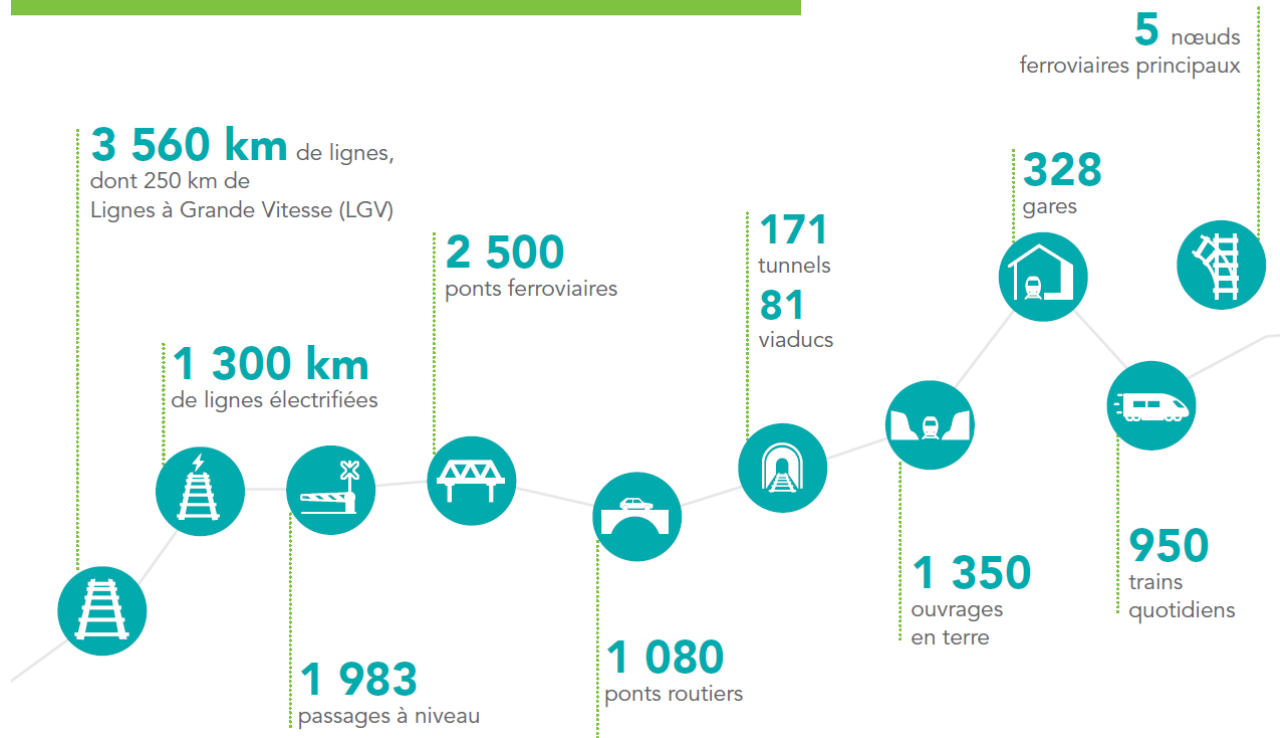 3 560 km de lignes,
dont 250 km de
Lignes à Grande Vitesse (LGV)
1 300 km
de lignes électrifiées
1 983
passages à niveau
2 500
ponts ferroviaires
1 080
ponts routiers
171
tunnels
81
viaducs
1 350
ouvrages
en terre
328
gares
950
trains
quotidiens
5 nœuds
ferroviaires principaux